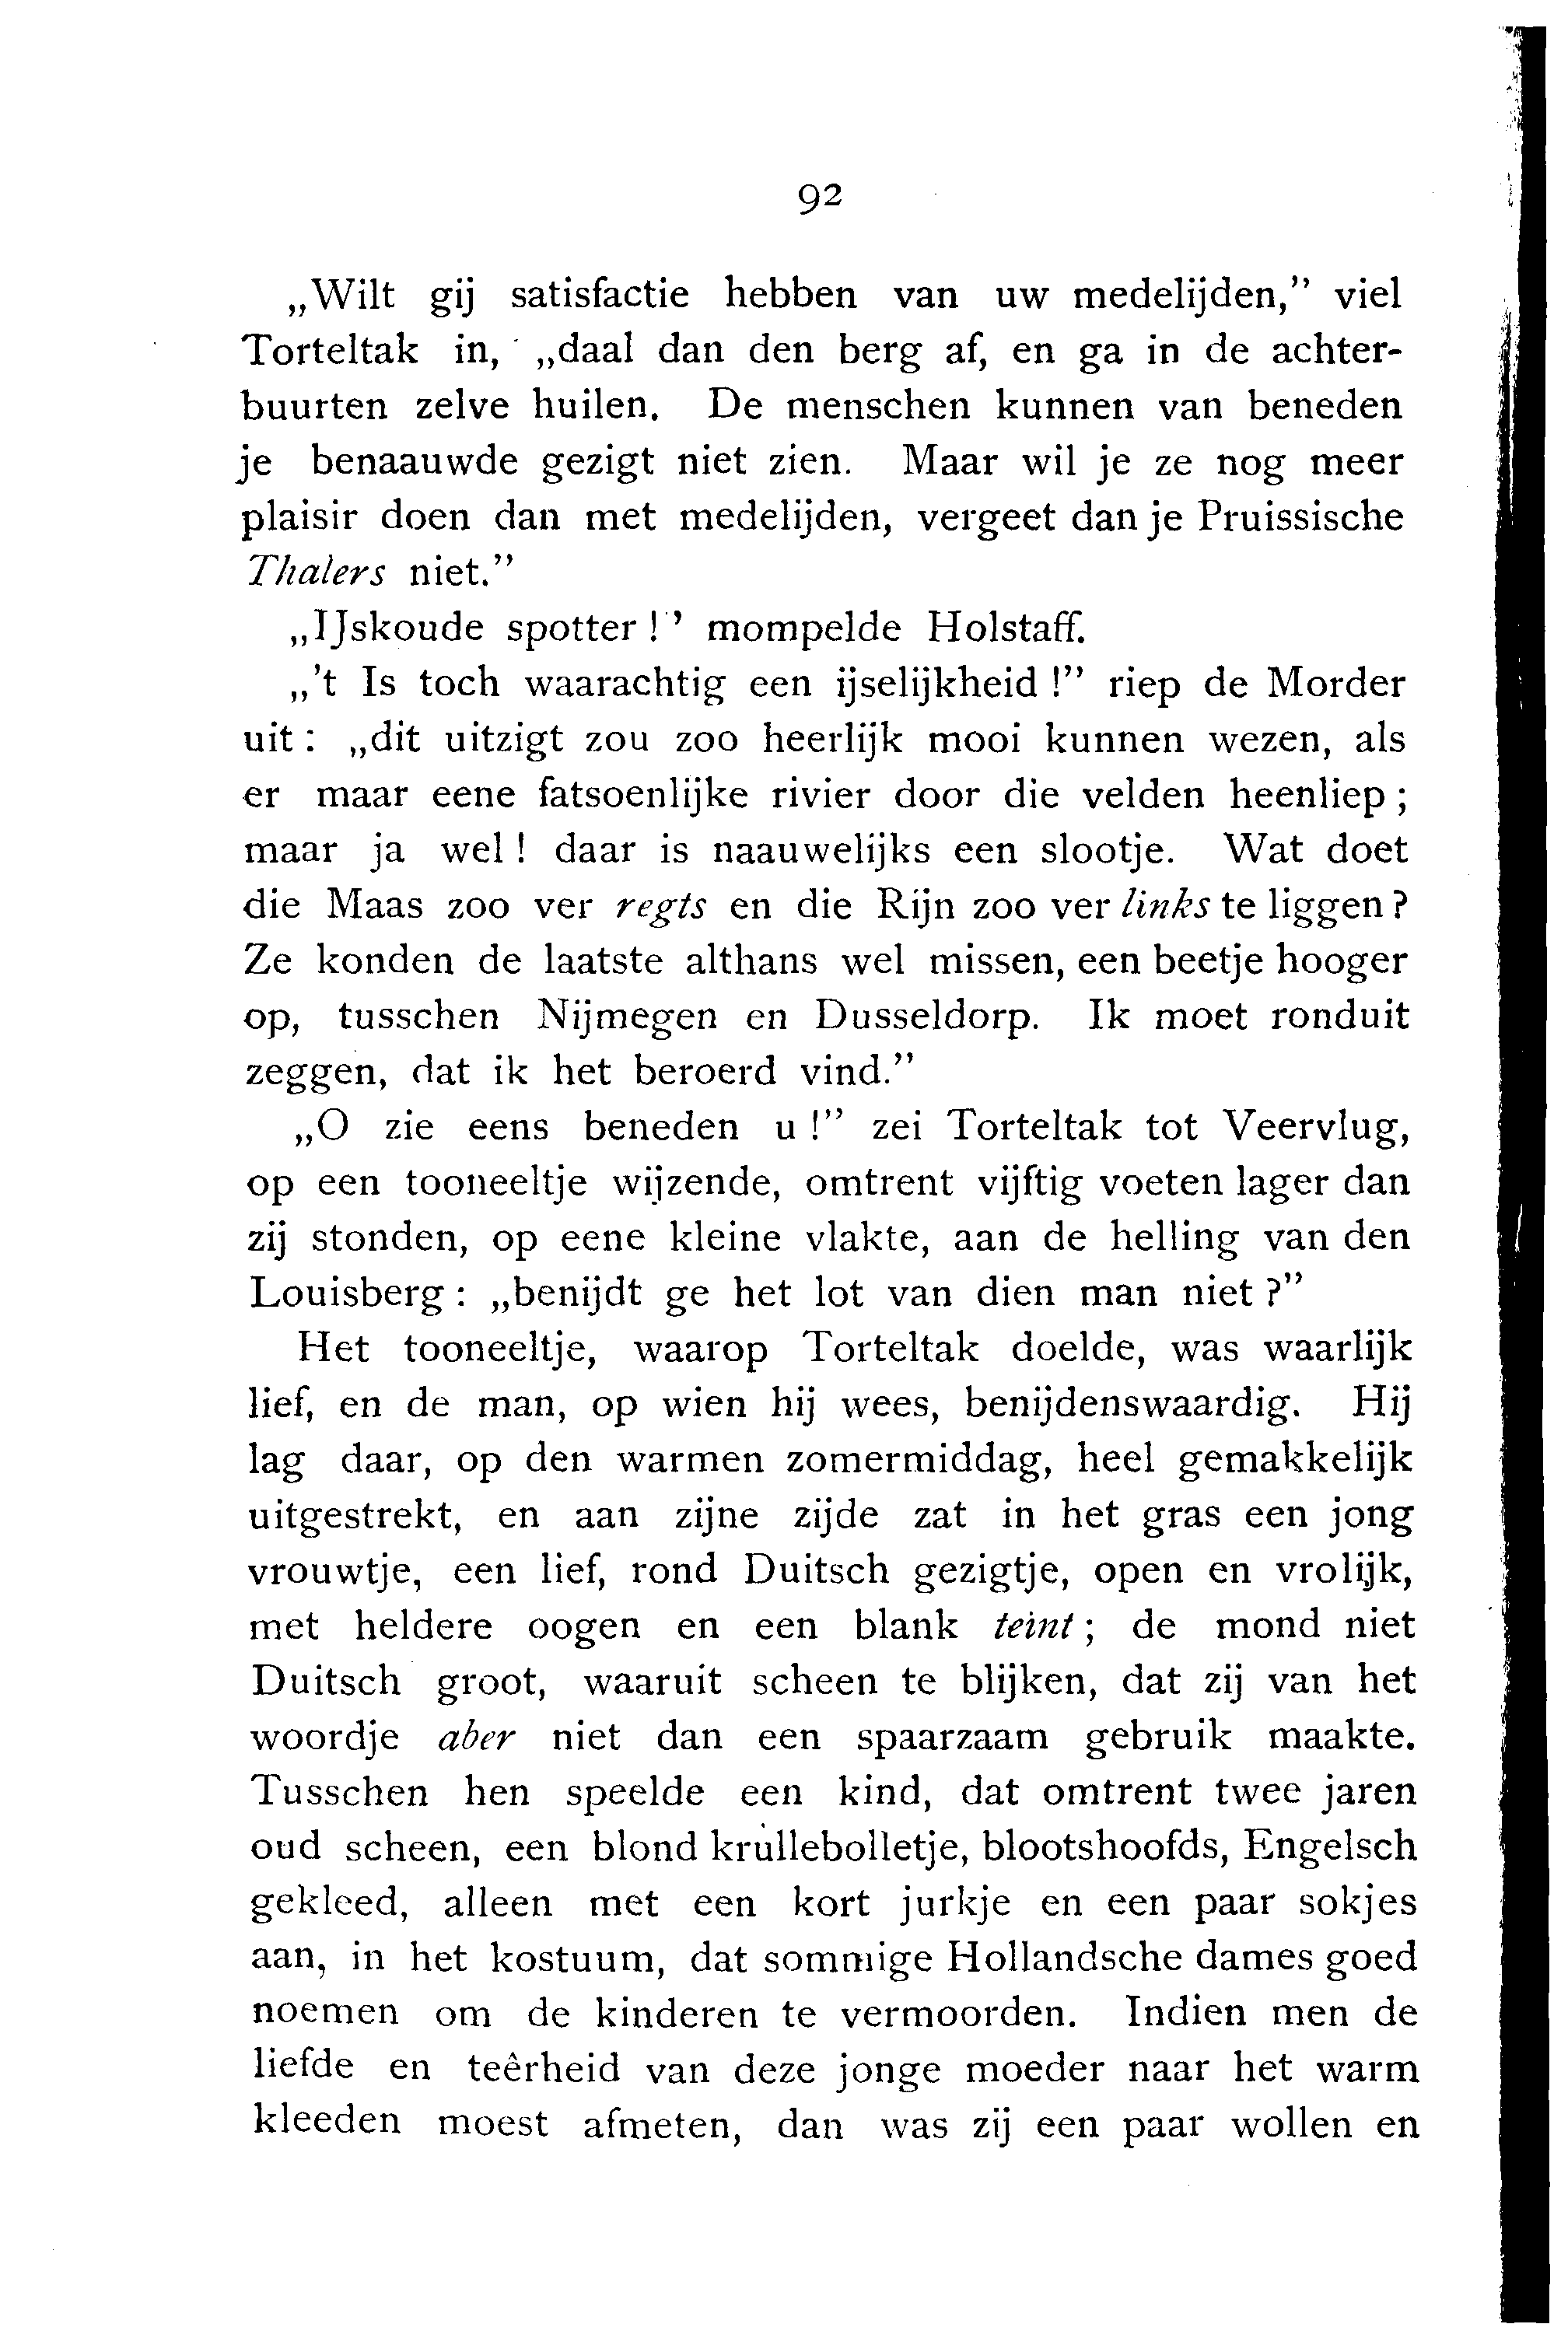 92
„Wilt gij satisfactie hebben van uw medelijden,” viel
Torteltak in, „daal dan den berg af, en ga in de achter-
buurten zelve huilen. De menschen kunnen van beneden
je benaauwde gezigt niet zien. Maar wil je ze nog meer
plaisir doen dan met medelijden, vergeet dan je Pruissische
Thalers niet.”
„IJskoude spotter!” mompelde Holstaff.
„'t Is toch waarachtig een ijselijkheid!” riep de Morder
uit: „dit uitzigt zou zoo heerlijk mooi kunnen wezen, als
er maar eene fatsoenlijke rivier door die velden heenliep;
maar ja wel! daar is naauwelijks een slootje. Wat doet
die Maas zoo ver regts en die Rijn zoo ver links te liggen?
Ze konden de laatste althans wel missen, een beetje hooger
op, tusschen Nijmegen en Dusseldorp. Ik moet ronduit
zeggen, dat ik het beroerd vind.”
„O zie eens beneden u!” zei Torteltak tot Veervlug,
op een tooneeltje wijzende, omtrent vijftig voeten lager dan
zij stonden, op eene kleine vlakte, aan de helling van den
Louisberg: „benijdt ge het lot van dien man niet?”
Het tooneeltje, waarop Torteltak doelde, was waarlijk
lief, en de man, op wien hij wees, benijdenswaardig. Hij
lag daar, op den warmen zomermiddag, heel gemakkelijk
uitgestrekt, en aan zijne zijde zat in het gras een jong
vrouwtje, een lief, rond Duitsch gezigtje, open en vrolijk,
met heldere oogen en een blank teint; de mond niet
Duitsch groot, waaruit scheen te blijken, dat zij van het
woordje aber niet dan een spaarzaam gebruik maakte.
Tusschen hen speelde een kind, dat omtrent twee jaren
oud scheen, een blond krullebolletje, blootshoofds, Engelsch
gekleed, alleen met een kort jurkje en een paar sokjes
aan, in het kostuum, dat sommige Hollandsche dames goed
noemen om de kinderen te vermoorden. Indien men de
liefde en teêrheid van deze jonge moeder naar het warm
kleeden moest afmeten, dan was zij een paar wollen en